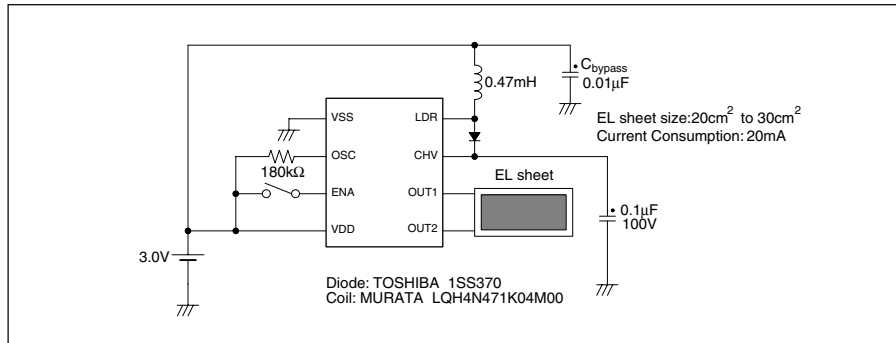 C bypass
0.47mH
0.01µF
EL sheet size:20cm² to 30cm²
Current Consumption: 20mA
VSS
LDR
OSC
CHV
180kΩ
EL sheet
ENA
OUT1
0.1µF
100V
VDD
OUT2
3.0V
Diode: TOSHIBA 1SS370
Coil: MURATA LQH4N471K04M00